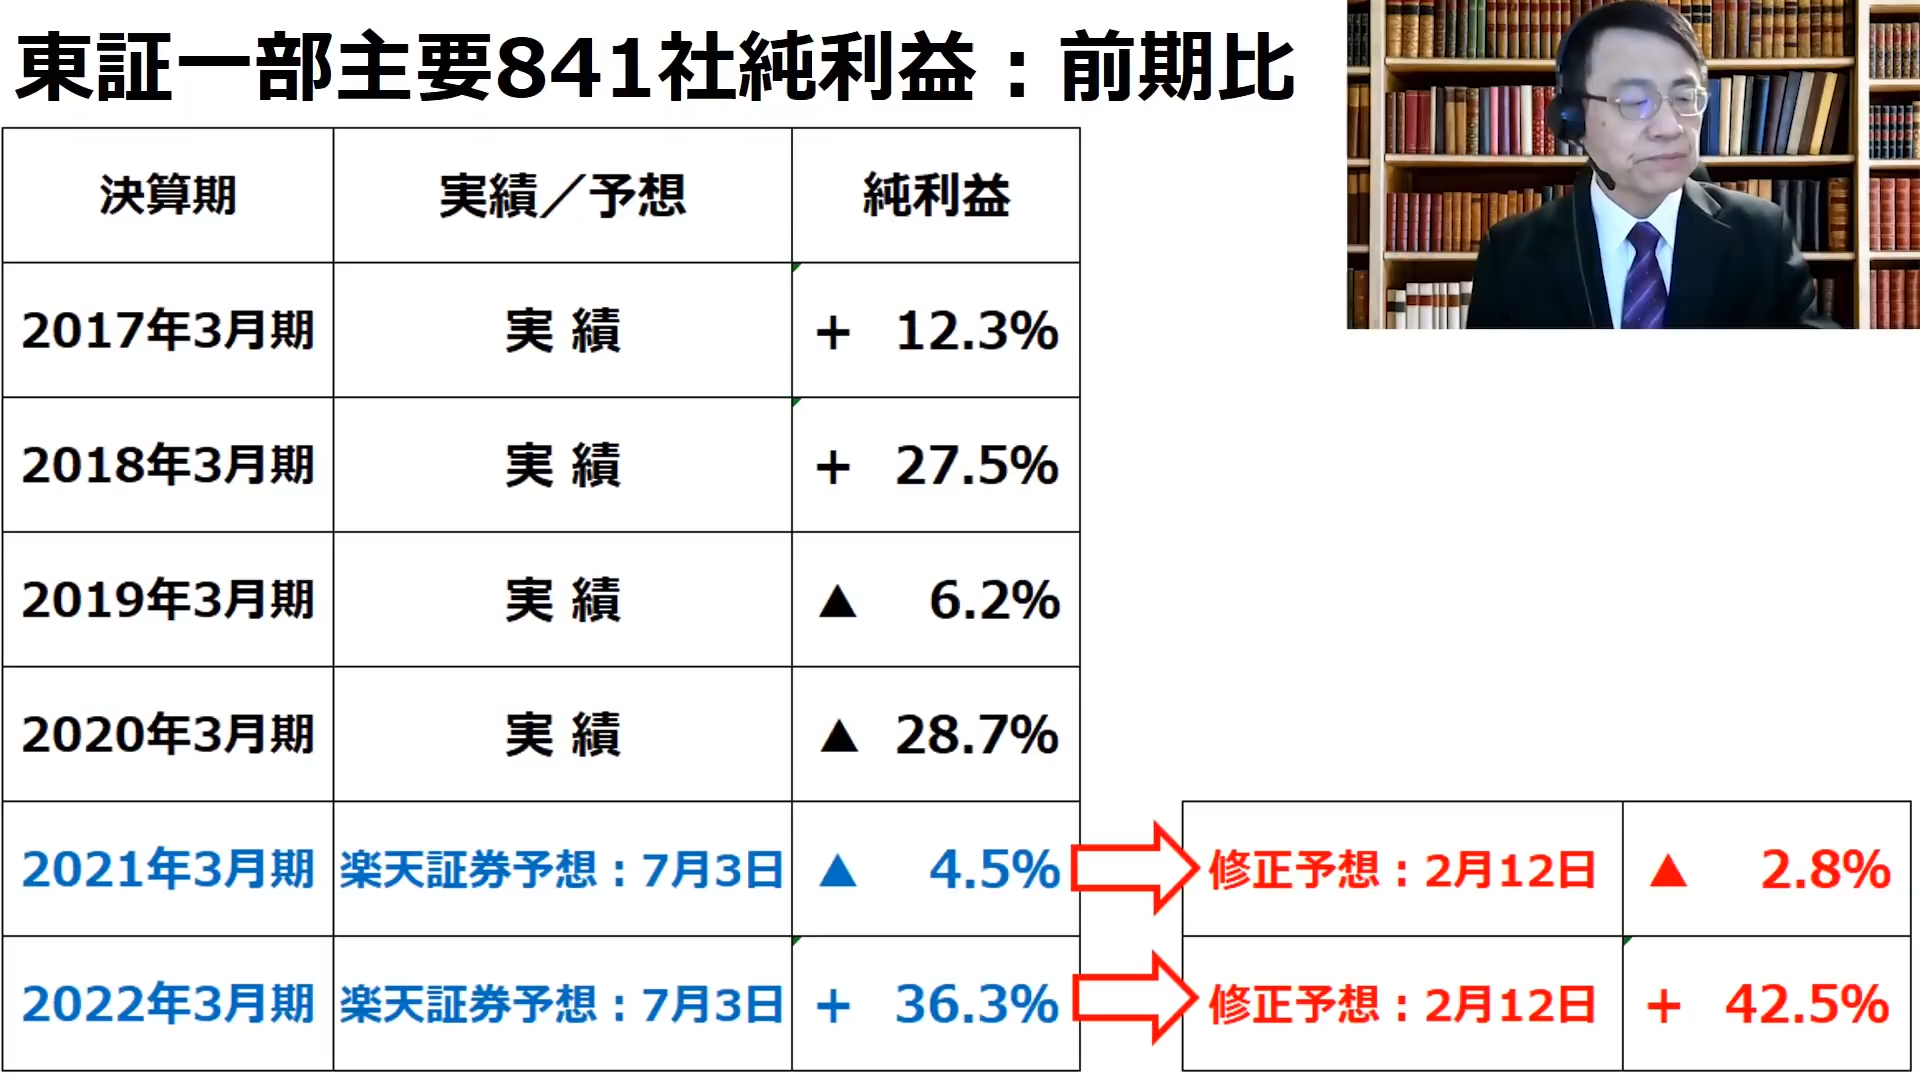 東証一部主要841社純利益：前期比
決算期 実績／予想 純利益
2017年3月期 実 績 + 12.3%
2018年3月期 実 績 + 27.5%
2019年3月期 実 績 ▲ 6.2%
2020年3月期 実 績 ▲ 28.7%
2021年3月期 楽天証券予想：7月3日 ▲ 4.5% 修正予想：2月12日 ▲ 2.8%
2022年3月期 楽天証券予想：7月3日 + 36.3% 修正予想：2月12日 + 42.5%